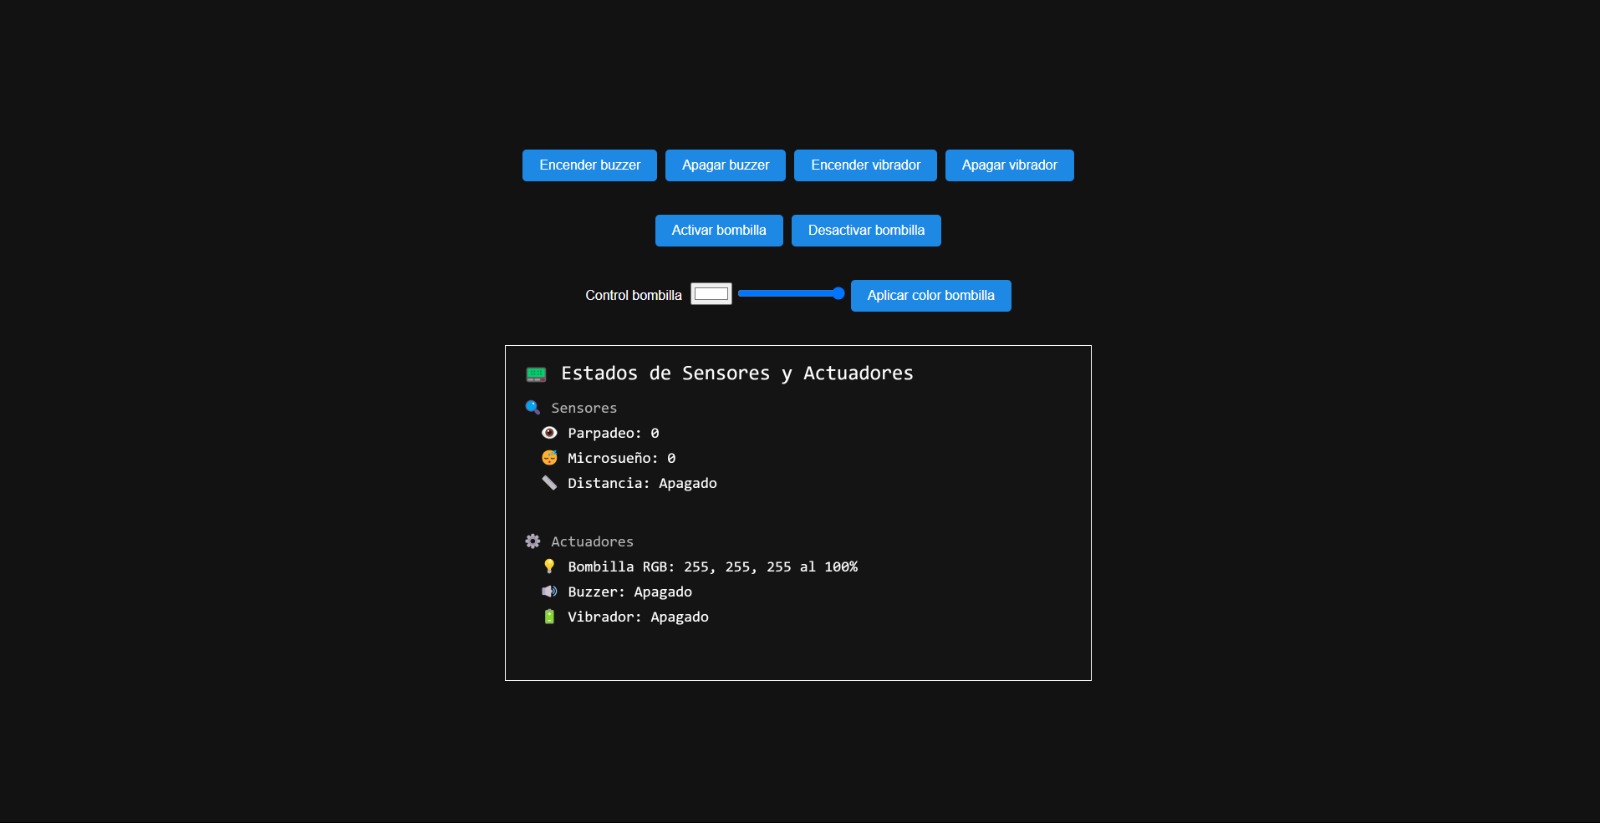 Encender buzzer Apagar buzzer Encender vibrador Apagar vibrador
Activar bombilla Desactivar bombilla
Control bombilla Aplicar color bombilla
Estados de Sensores y Actuadores
Sensores
Parpadeo: 0
Microsueño: 0
Distancia: Apagado
Actuadores
Bombilla RGB: 255, 255, 255 al 100%
Buzzer: Apagado
Vibrador: Apagado